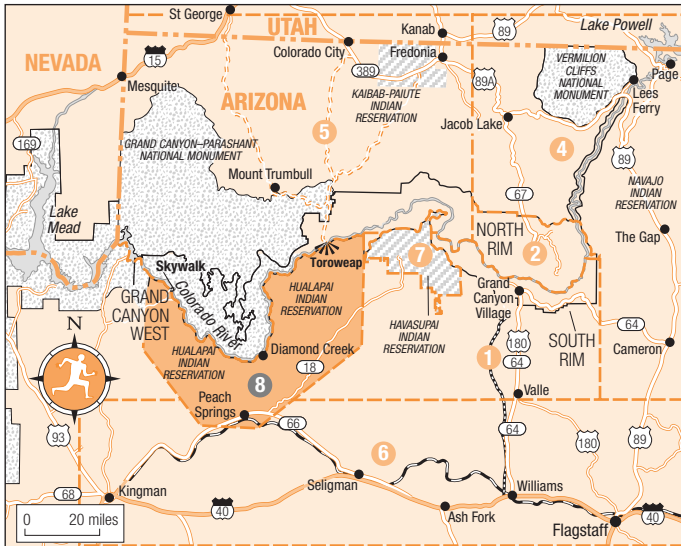 St George
UTAH
Kanab
89
Lake Powell
NEVADA
15
Colorado City
Fredonia
389
89A
VERMILION
CLIFFS
NATIONAL
MONUMENT
Page
Lees
Ferry
Mesquite
ARIZONA
KAIBAB-PAIUTE
INDIAN
RESERVATION
Jacob Lake
5
4
169
GRAND CANYON–PARASHANT
NATIONAL MONUMENT
89
Mount Trumbull
67
NAVAJO
INDIAN
RESERVATION
Lake
Mead
Skywalk
Toroweap
7
NORTH
RIM
2
The Gap
GRAND
CANYON
WEST
Colorado River
HUALAPAI
INDIAN
RESERVATION
HAVASUPAI
INDIAN
RESERVATION
Grand
Canyon
Village
64
N
HUALAPAI
INDIAN
RESERVATION
Diamond Creek
18
1
180
64
SOUTH
RIM
Cameron
8
Valle
Peach
Springs
66
64
93
180
89
6
68
Kingman
40
Seligman
Williams
Ash Fork
40
Flagstaff
0 20 miles